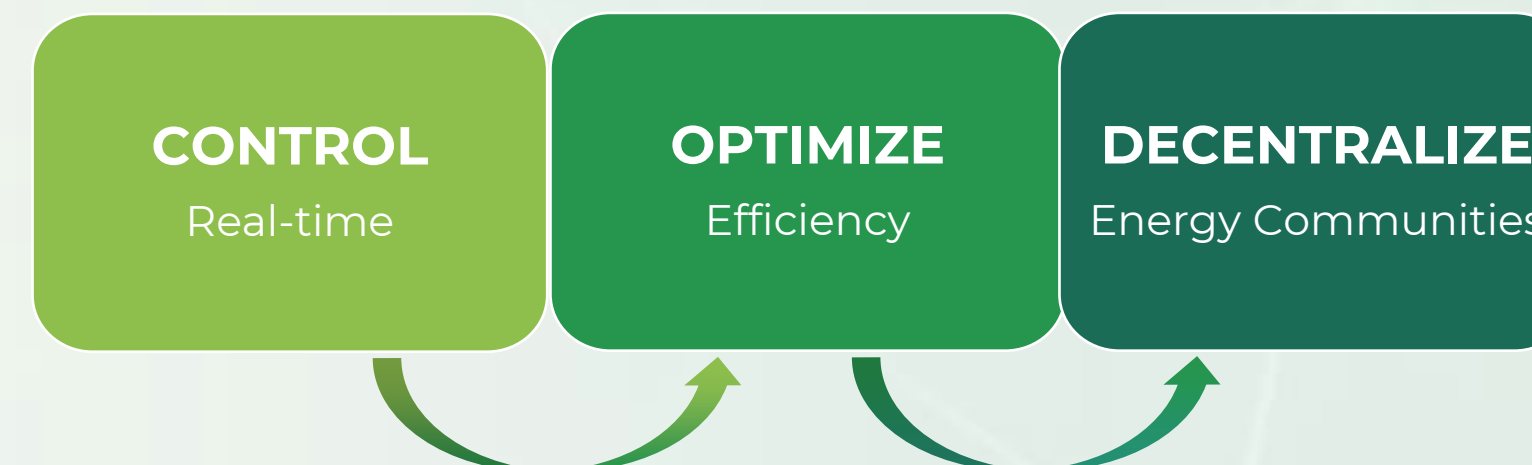 CONTROL
Real-time
OPTIMIZE
Efficiency
DECENTRALIZE
Energy Communities